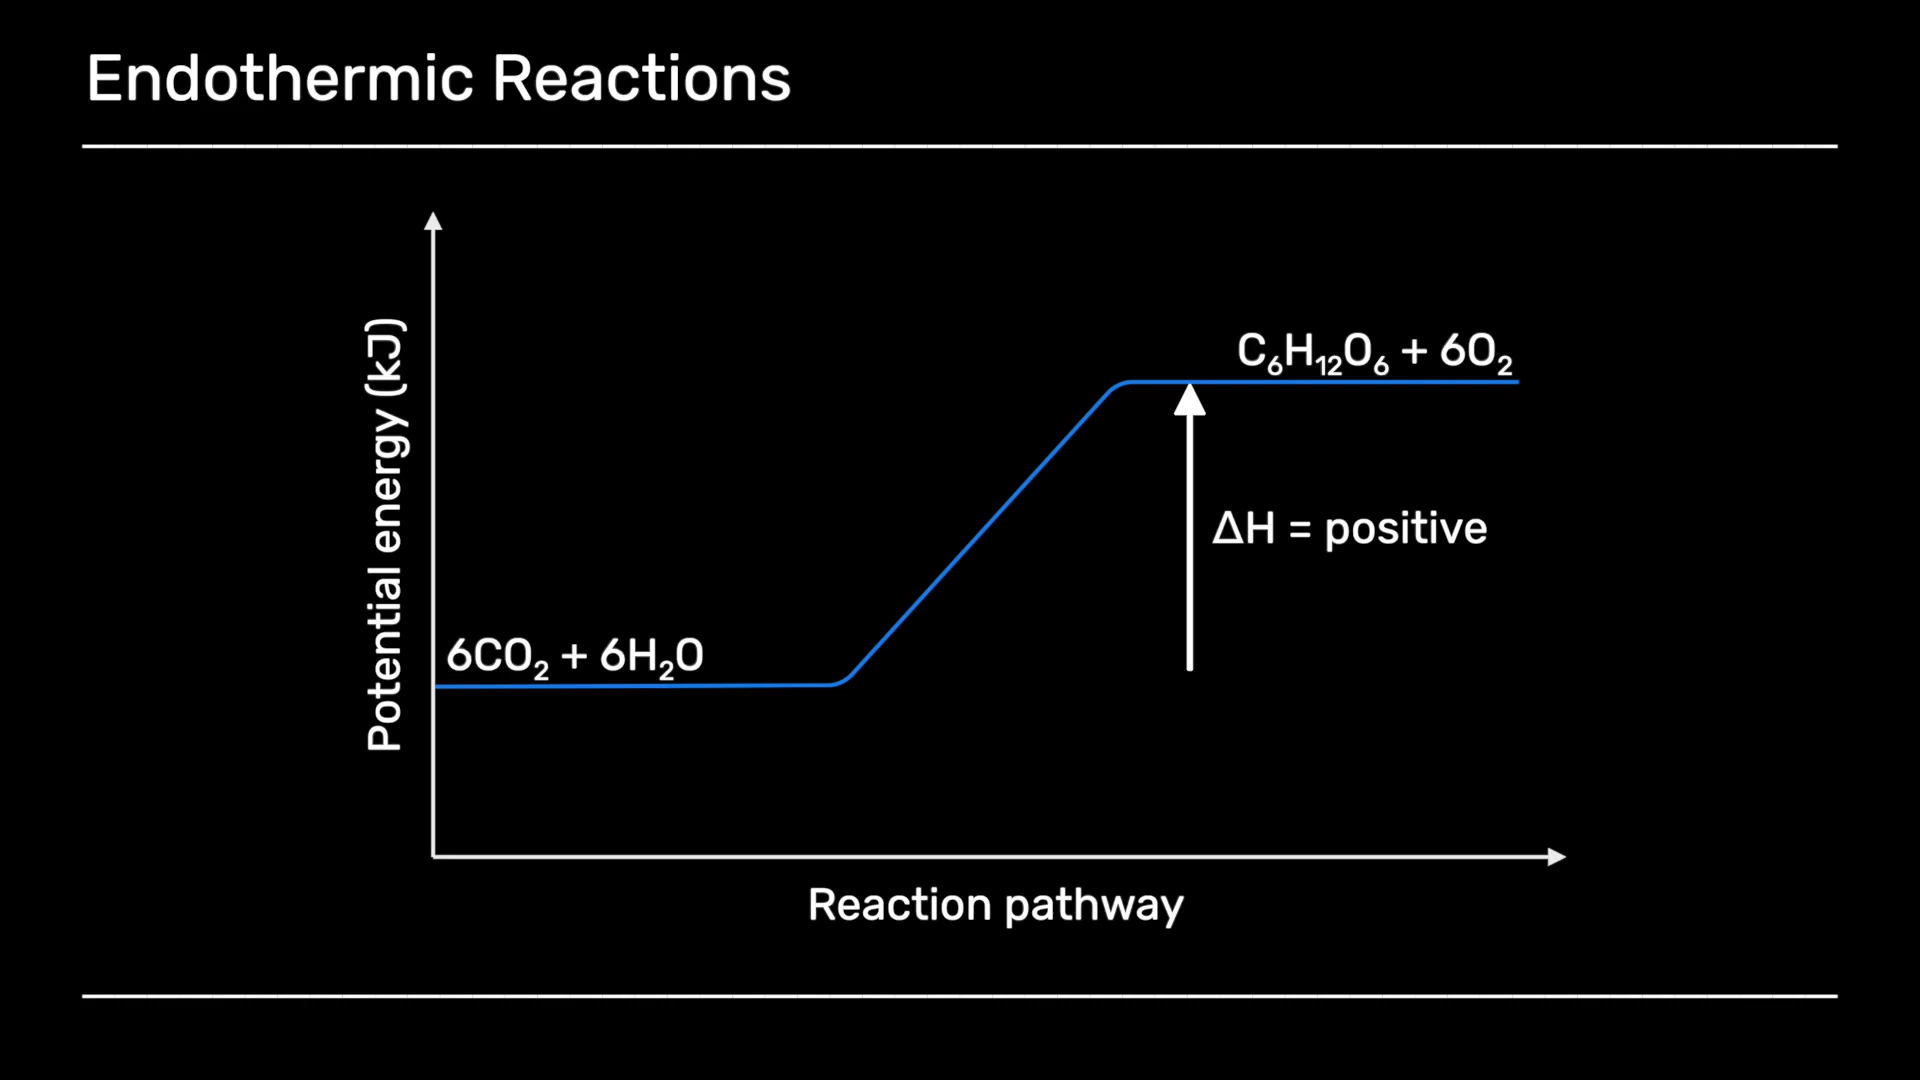 Endothermic Reactions
Potential energy (kJ)
C₆H₁₂O₆ + 6O₂
ΔH = positive
6CO₂ + 6H₂O
Reaction pathway